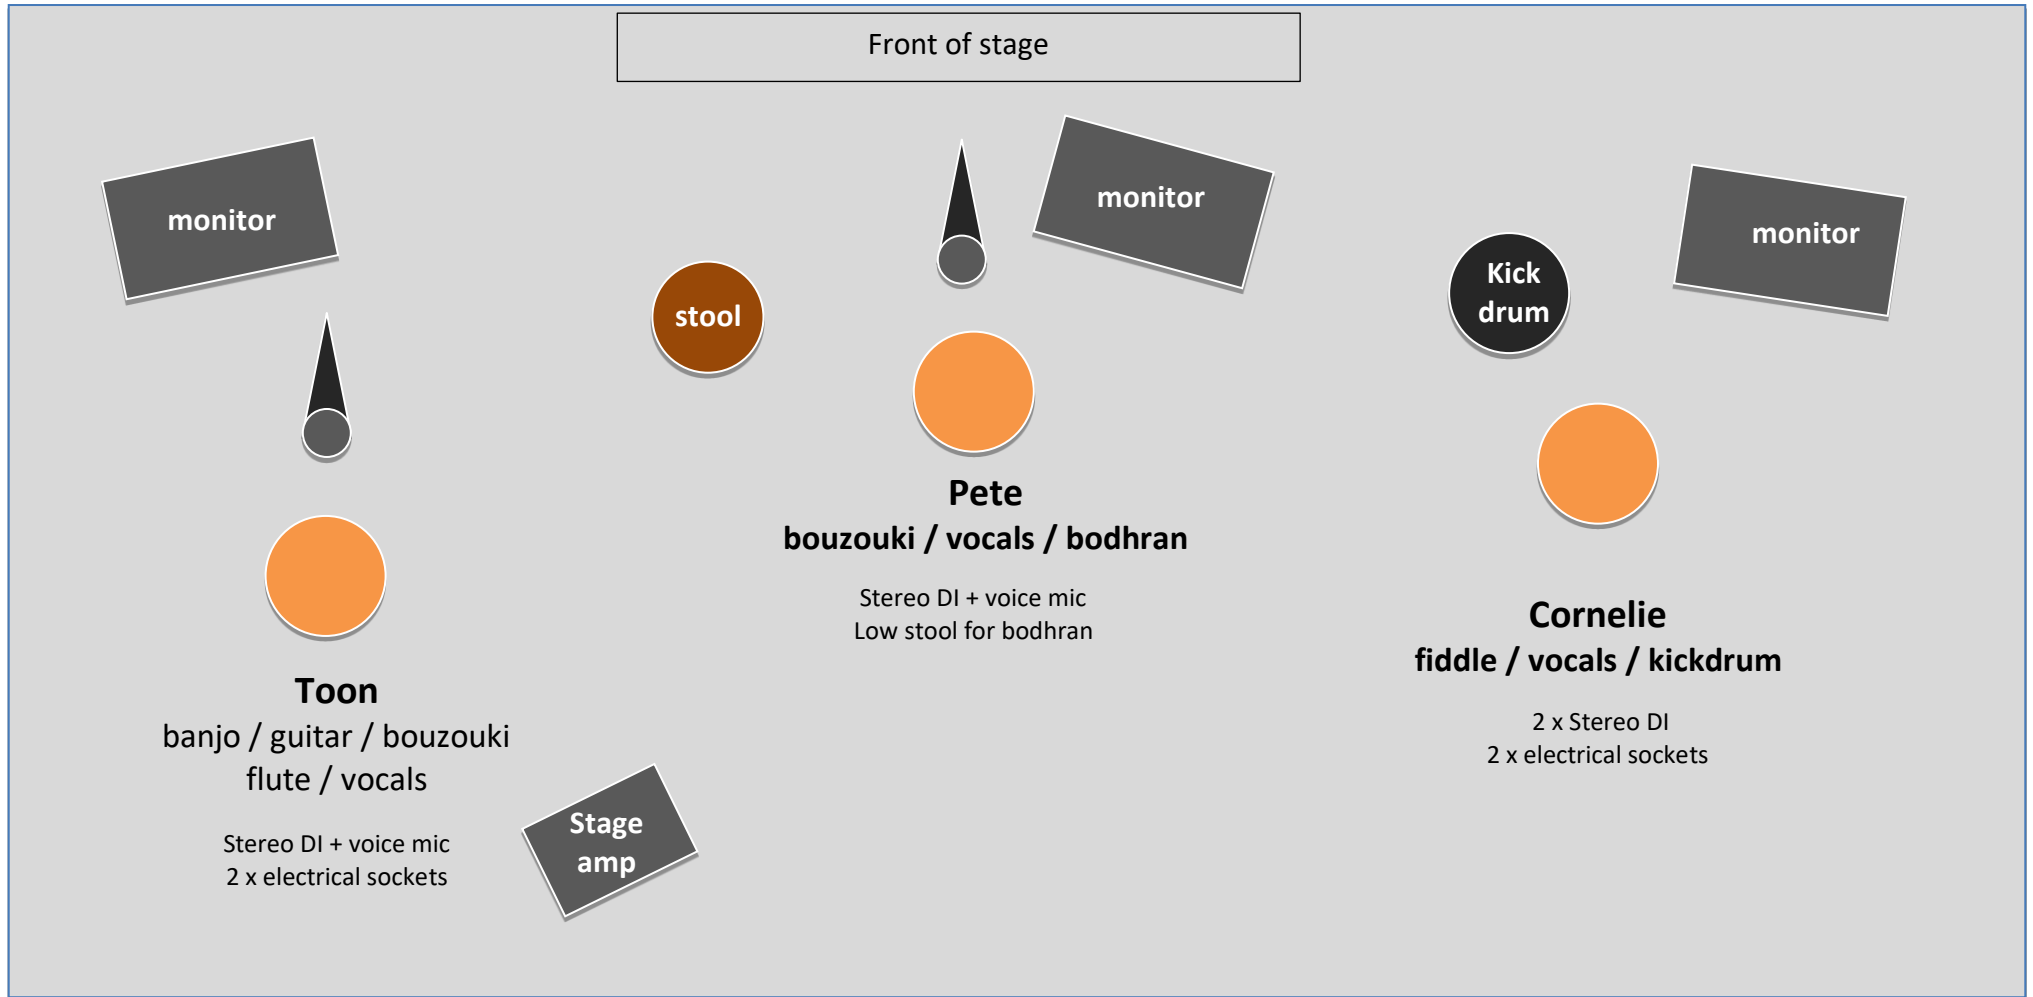 Front of stage
monitor
monitor
monitor
stool
Kick
drum
Pete
bouzouki / vocals / bodhran
Stereo DI + voice mic
Low stool for bodhran
Cornelie
fiddle / vocals / kickdrum
2 x Stereo DI
2 x electrical sockets
Toon
banjo / guitar / bouzouki
flute / vocals
Stereo DI + voice mic
2 x electrical sockets
Stage
amp